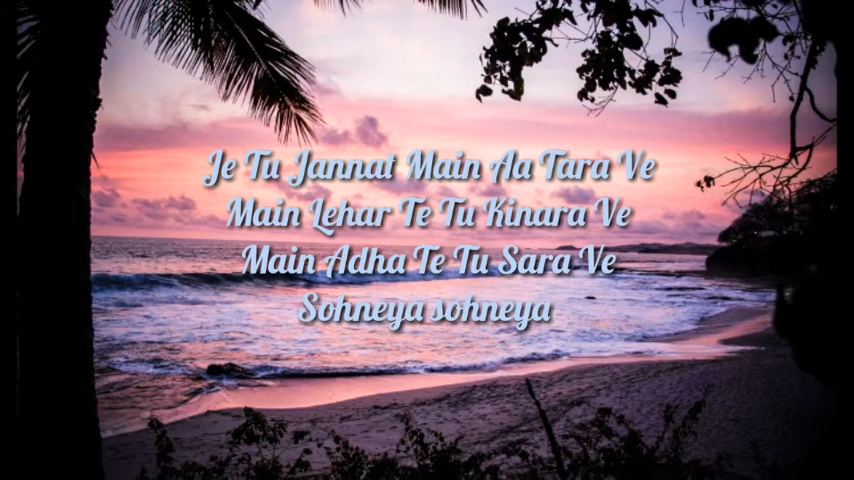 Je Tu Jannat Main Aa Tara Ve
Main Lehar Te Tu Kinara Ve
Main Adha Te Tu Sara Ve
Sohneya sohneya